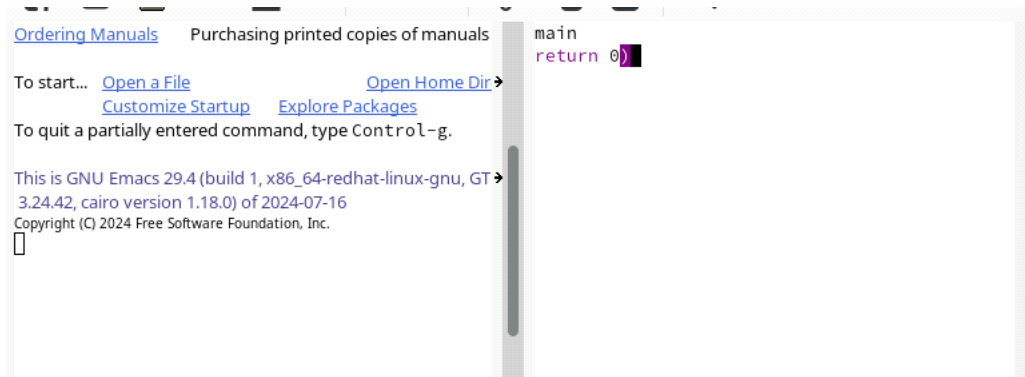 Ordering Manuals Purchasing printed copies of manuals
To start... Open a File Open Home Dir
Customize Startup Explore Packages
To quit a partially entered command, type Control-g.
This is GNU Emacs 29.4 (build 1, x86_64-redhat-linux-gnu, GT
3.24.42, cairo version 1.18.0) of 2024-07-16
Copyright (C) 2024 Free Software Foundation, Inc.
main
return 0)